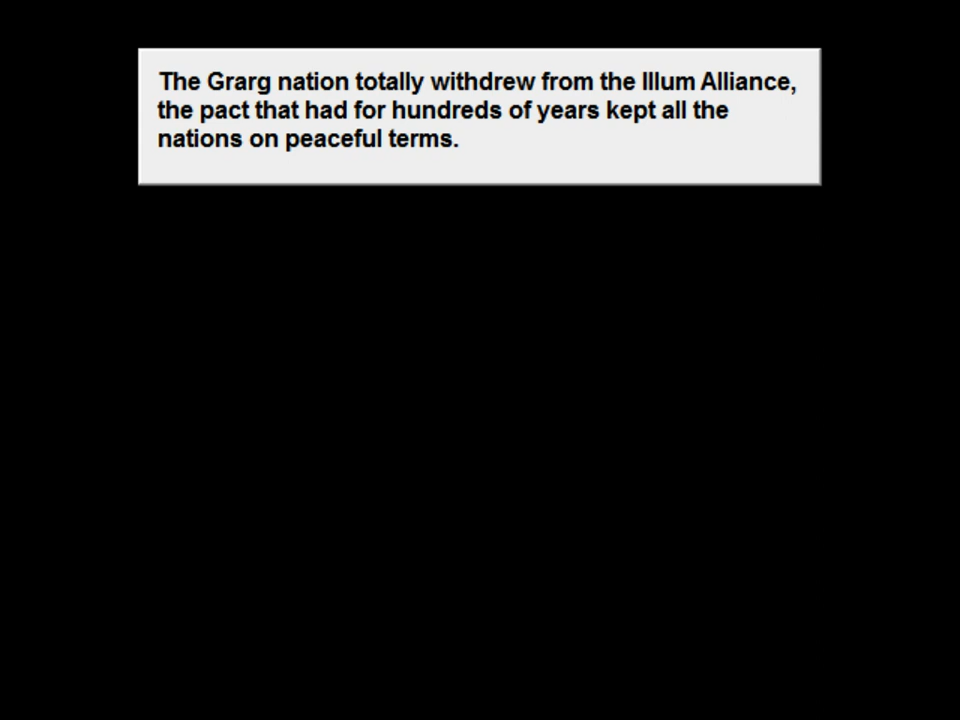 The Grarg nation totally withdrew from the Illum Alliance,
the pact that had for hundreds of years kept all the
nations on peaceful terms.